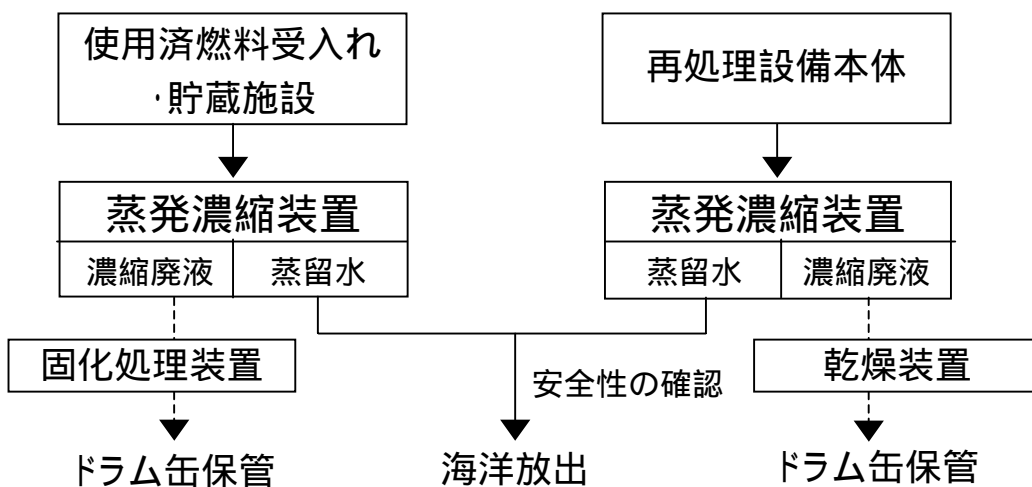 使用済燃料受入れ
・貯蔵施設
再処理設備本体
蒸発濃縮装置
蒸発濃縮装置
濃縮廃液
蒸留水
蒸留水
濃縮廃液
固化処理装置
安全性の確認
乾燥装置
ドラム缶保管
海洋放出
ドラム缶保管